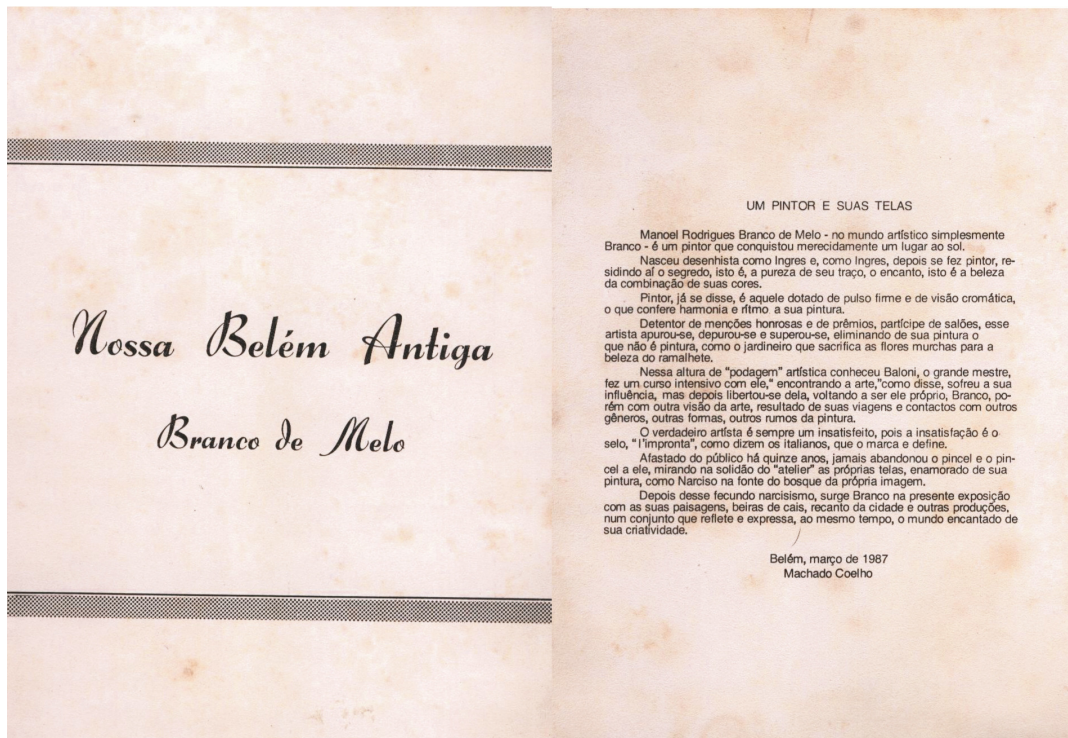 Nossa Belém Antiga
Branco de Melo
UM PINTOR E SUAS TELAS
Manoel Rodrigues Branco de Melo - no mundo artístico simplesmente
Branco - é um pintor que conquistou merecidamente um lugar ao sol.
Nasceu desenhista como Ingres e, como Ingres, depois se fez pintor, re-
sidindo aí o segredo, isto é, a pureza de seu traço, o encanto, isto é a beleza
da combinação de suas cores.
Pintor, já se disse, é aquele dotado de pulso firme e de visão cromática,
o que confere harmonia e rítmo a sua pintura.
Detentor de menções honrosas e de prêmios, partícipe de salões, esse
artista apurou-se, depurou-se e superou-se, eliminando de sua pintura o
que não é pintura, como o jardineiro que sacrifica as flores murchas para a
beleza do ramalhete.
Nessa altura de "podagem" artística conheceu Baloni, o grande mestre,
fez um curso intensivo com ele," encontrando a arte,"como disse, sofreu a sua
influência, mas depois libertou-se dela, voltando a ser ele próprio, Branco, po-
rém com outra visão da arte, resultado de suas viagens e contactos com outros
gêneros, outras formas, outros rumos da pintura.
O verdadeiro artísta é sempre um insatisfeito, pois a insatisfação é o
selo, "l'impronta", como dizem os italianos, que o marca e define.
Afastado do público há quinze anos, jamais abandonou o pincel e o pin-
cel a ele, mirando na solidão do "atelier" as próprias telas, enamorado de sua
pintura, como Narciso na fonte do bosque da própria imagem.
Depois desse fecundo narcisismo, surge Branco na presente exposição
com as suas paisagens, beiras de cais, recanto da cidade e outras produções,
num conjunto que reflete e expressa, ao mesmo tempo, o mundo encantado de
sua criatividade.
Belém, março de 1987
Machado Coelho